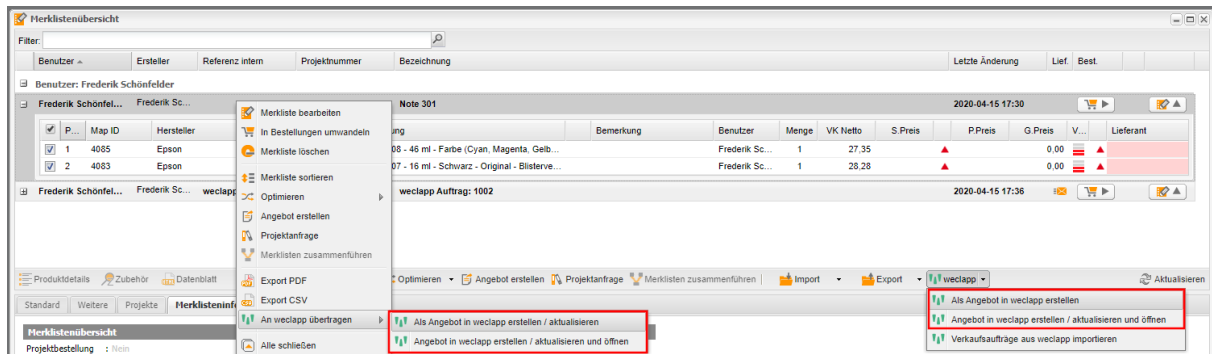 Merklistenübersicht
Filter:
Benutzer Ersteller Referenz intern Projektnummer Bezeichnung Letzte Änderung Lief. Best.
Benutzer: Frederik Schönfelder
Frederik Schönfel... Frederik Sc... Note 301 2020-04-15 17:30
P... Map ID Hersteller ung Bemerkung Benutzer Menge VK Netto S.Preis P.Preis G.Preis V... Lieferant
1 4085 Epson 08 - 46 ml - Farbe (Cyan, Magenta, Gelb... Frederik Sc... 1 27,35 0,00
2 4083 Epson 07 - 16 ml - Schwarz - Original - Blisterve... Frederik Sc... 1 28,28 0,00
Frederik Schönfel... Frederik Sc... weclapp weclapp Auftrag: 1002 2020-04-15 17:36
Merkliste bearbeiten
In Bestellungen umwandeln
Merkliste löschen
Merkliste sortieren
Optimieren
Angebot erstellen
Projektanfrage
Merklisten zusammenführen
Export PDF
Export CSV
An weclapp übertragen
Alle schließen
Als Angebot in weclapp erstellen / aktualisieren
Angebot in weclapp erstellen / aktualisieren und öffnen
Produktdetails Zubehör Datenblatt Optimieren Angebot erstellen Projektanfrage Merklisten zusammenführen Import Export weclapp Aktualisieren
Als Angebot in weclapp erstellen
Angebot in weclapp erstellen / aktualisieren und öffnen
Verkaufsaufträge aus weclapp importieren
Standard Weitere Projekte Merklisteninfo
Merklistenübersicht
Projektbestellung : Nein